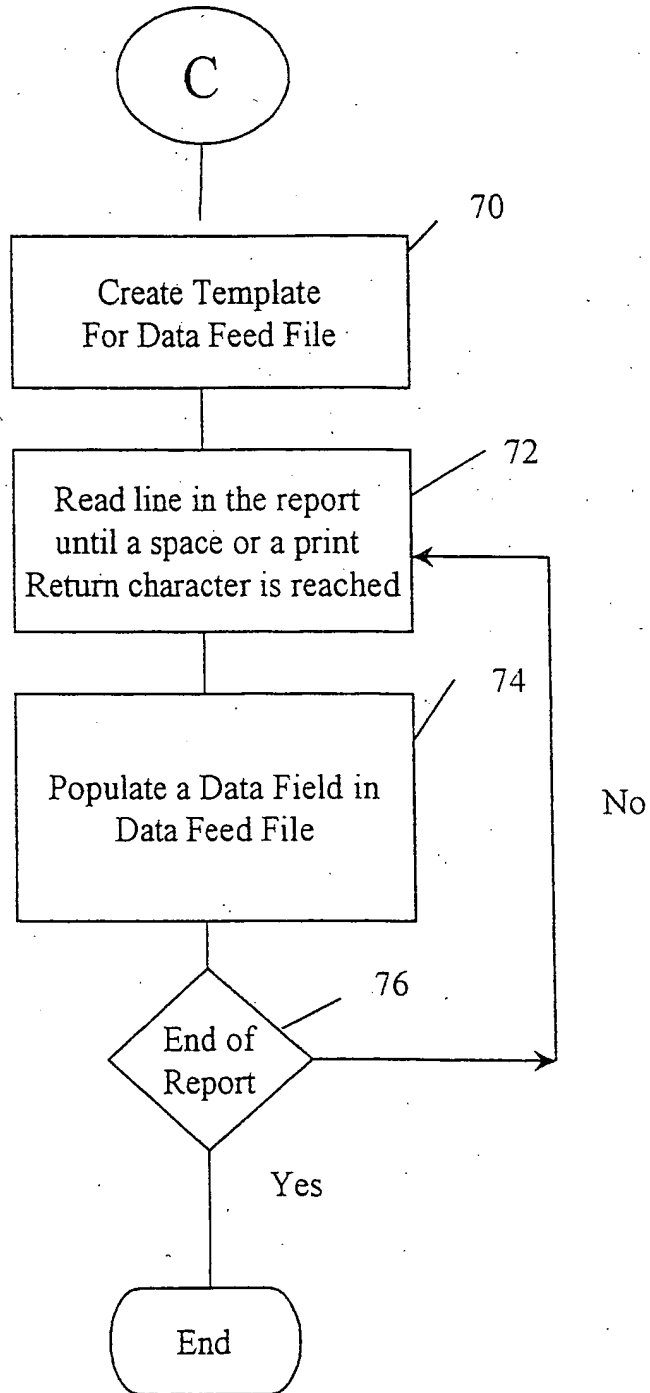 C
70
Create Template
For Data Feed File
72
Read line in the report
until a space or a print
Return character is reached
74
Populate a Data Field in
Data Feed File
No
76
End of
Report
Yes
End